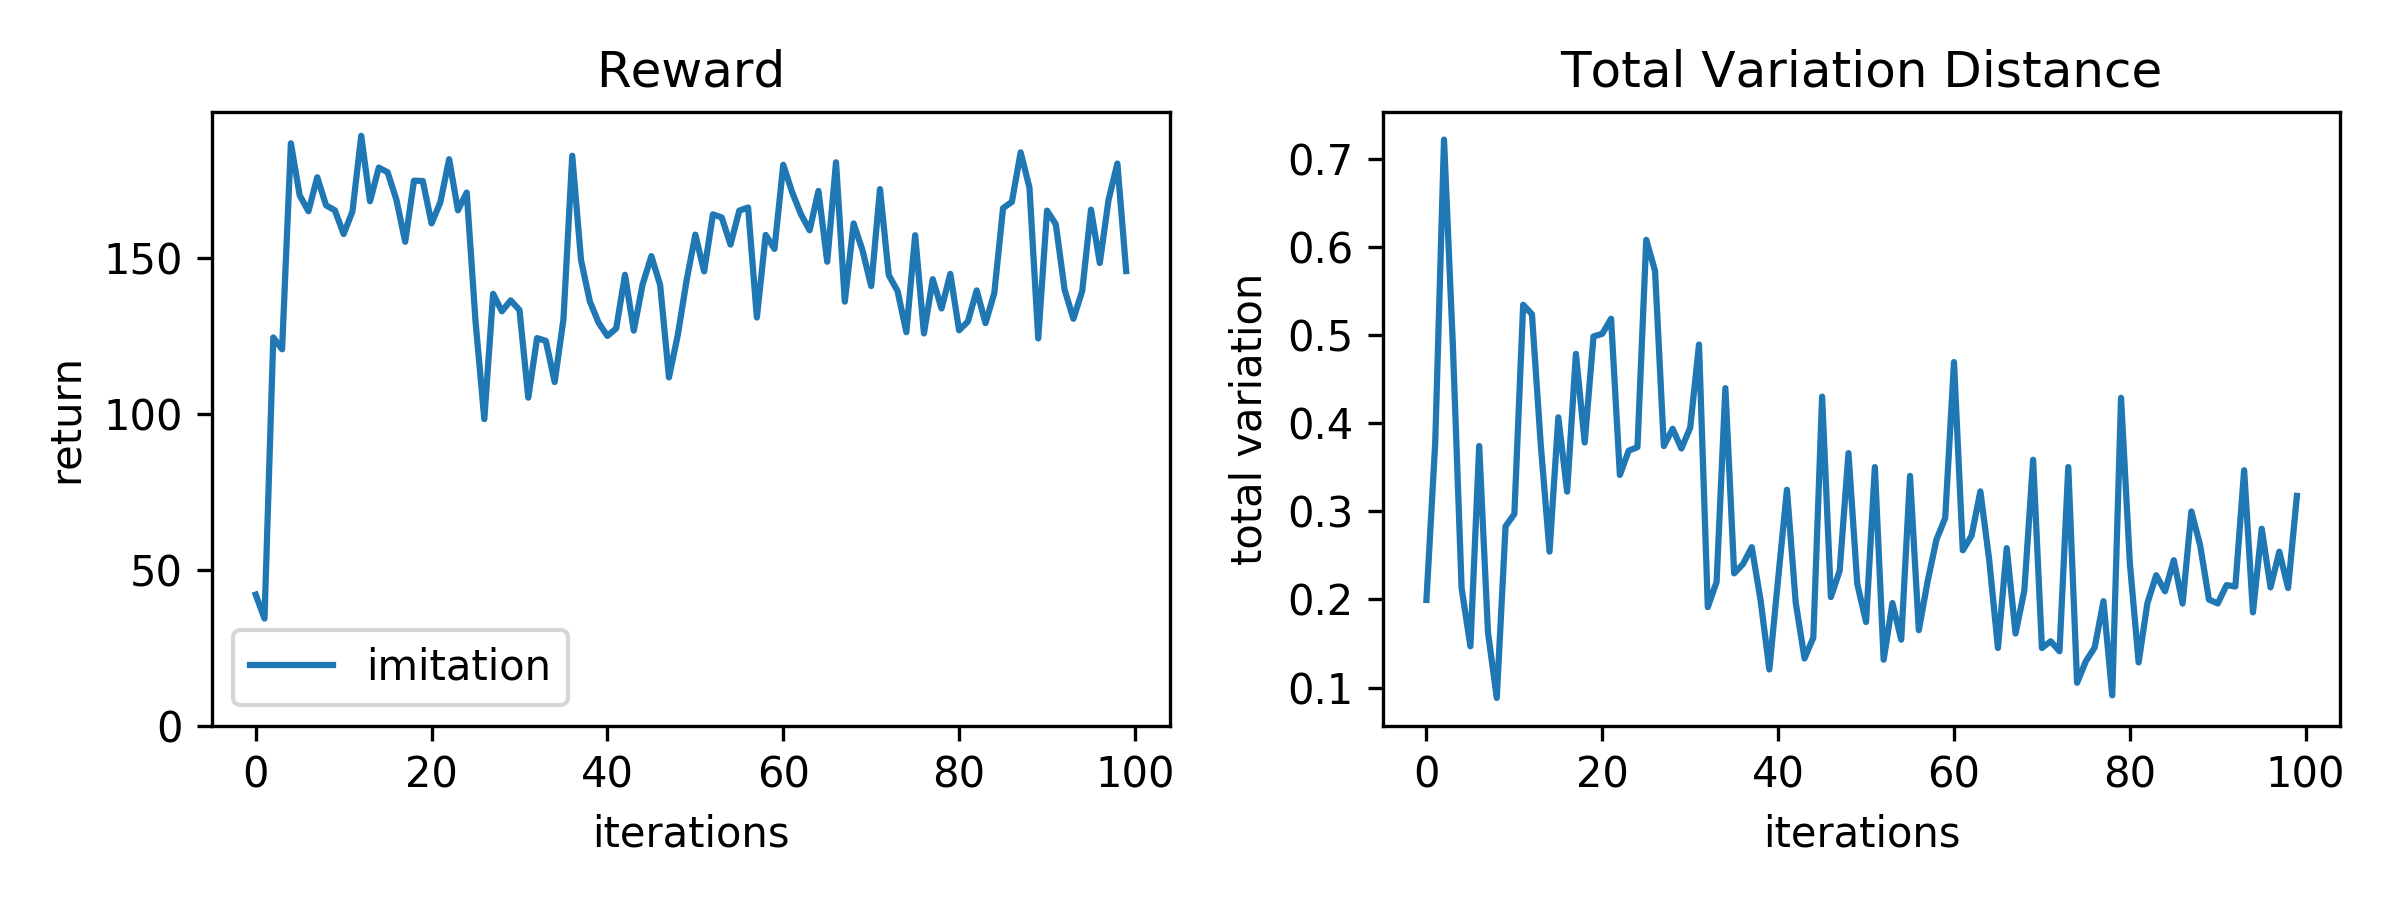 Reward
return
150
100
50
0
imitation
0 20 40 60 80 100
iterations
Total Variation Distance
total variation
0.7
0.6
0.5
0.4
0.3
0.2
0.1
0 20 40 60 80 100
iterations